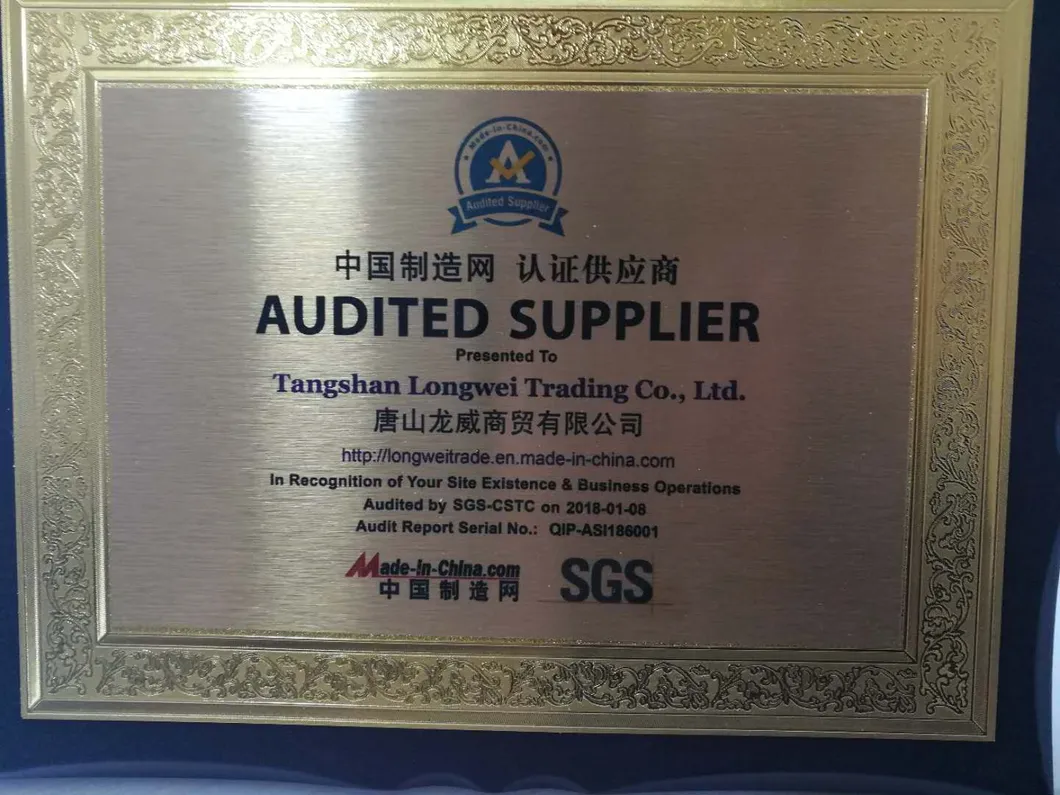 Made-in-China.com
A
Audited Supplier
中国制造网 认证供应商
AUDITED SUPPLIER
Presented To
Tangshan Longwei Trading Co., Ltd.
唐山龙威商贸有限公司
http://longweitrade.en.made-in-china.com
In Recognition of Your Site Existence & Business Operations
Audited by SGS-CSTC on 2018-01-08
Audit Report Serial No.: QIP-ASI186001
Made-in-China.com
中国制造网
SGS